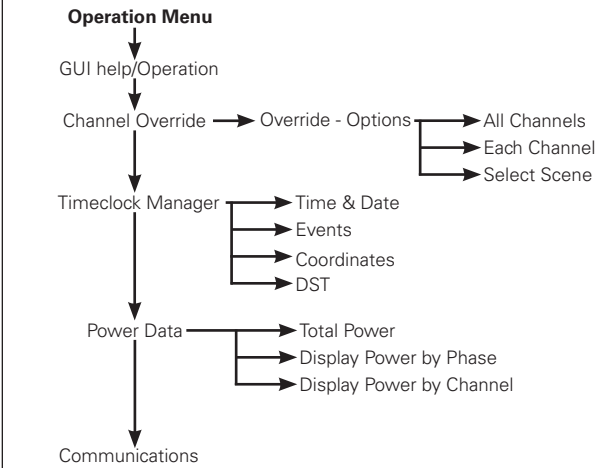 Operation Menu
GUI help/Operation
Channel Override
Override - Options
All Channels
Each Channel
Select Scene
Timeclock Manager
Time & Date
Events
Coordinates
DST
Power Data
Total Power
Display Power by Phase
Display Power by Channel
Communications